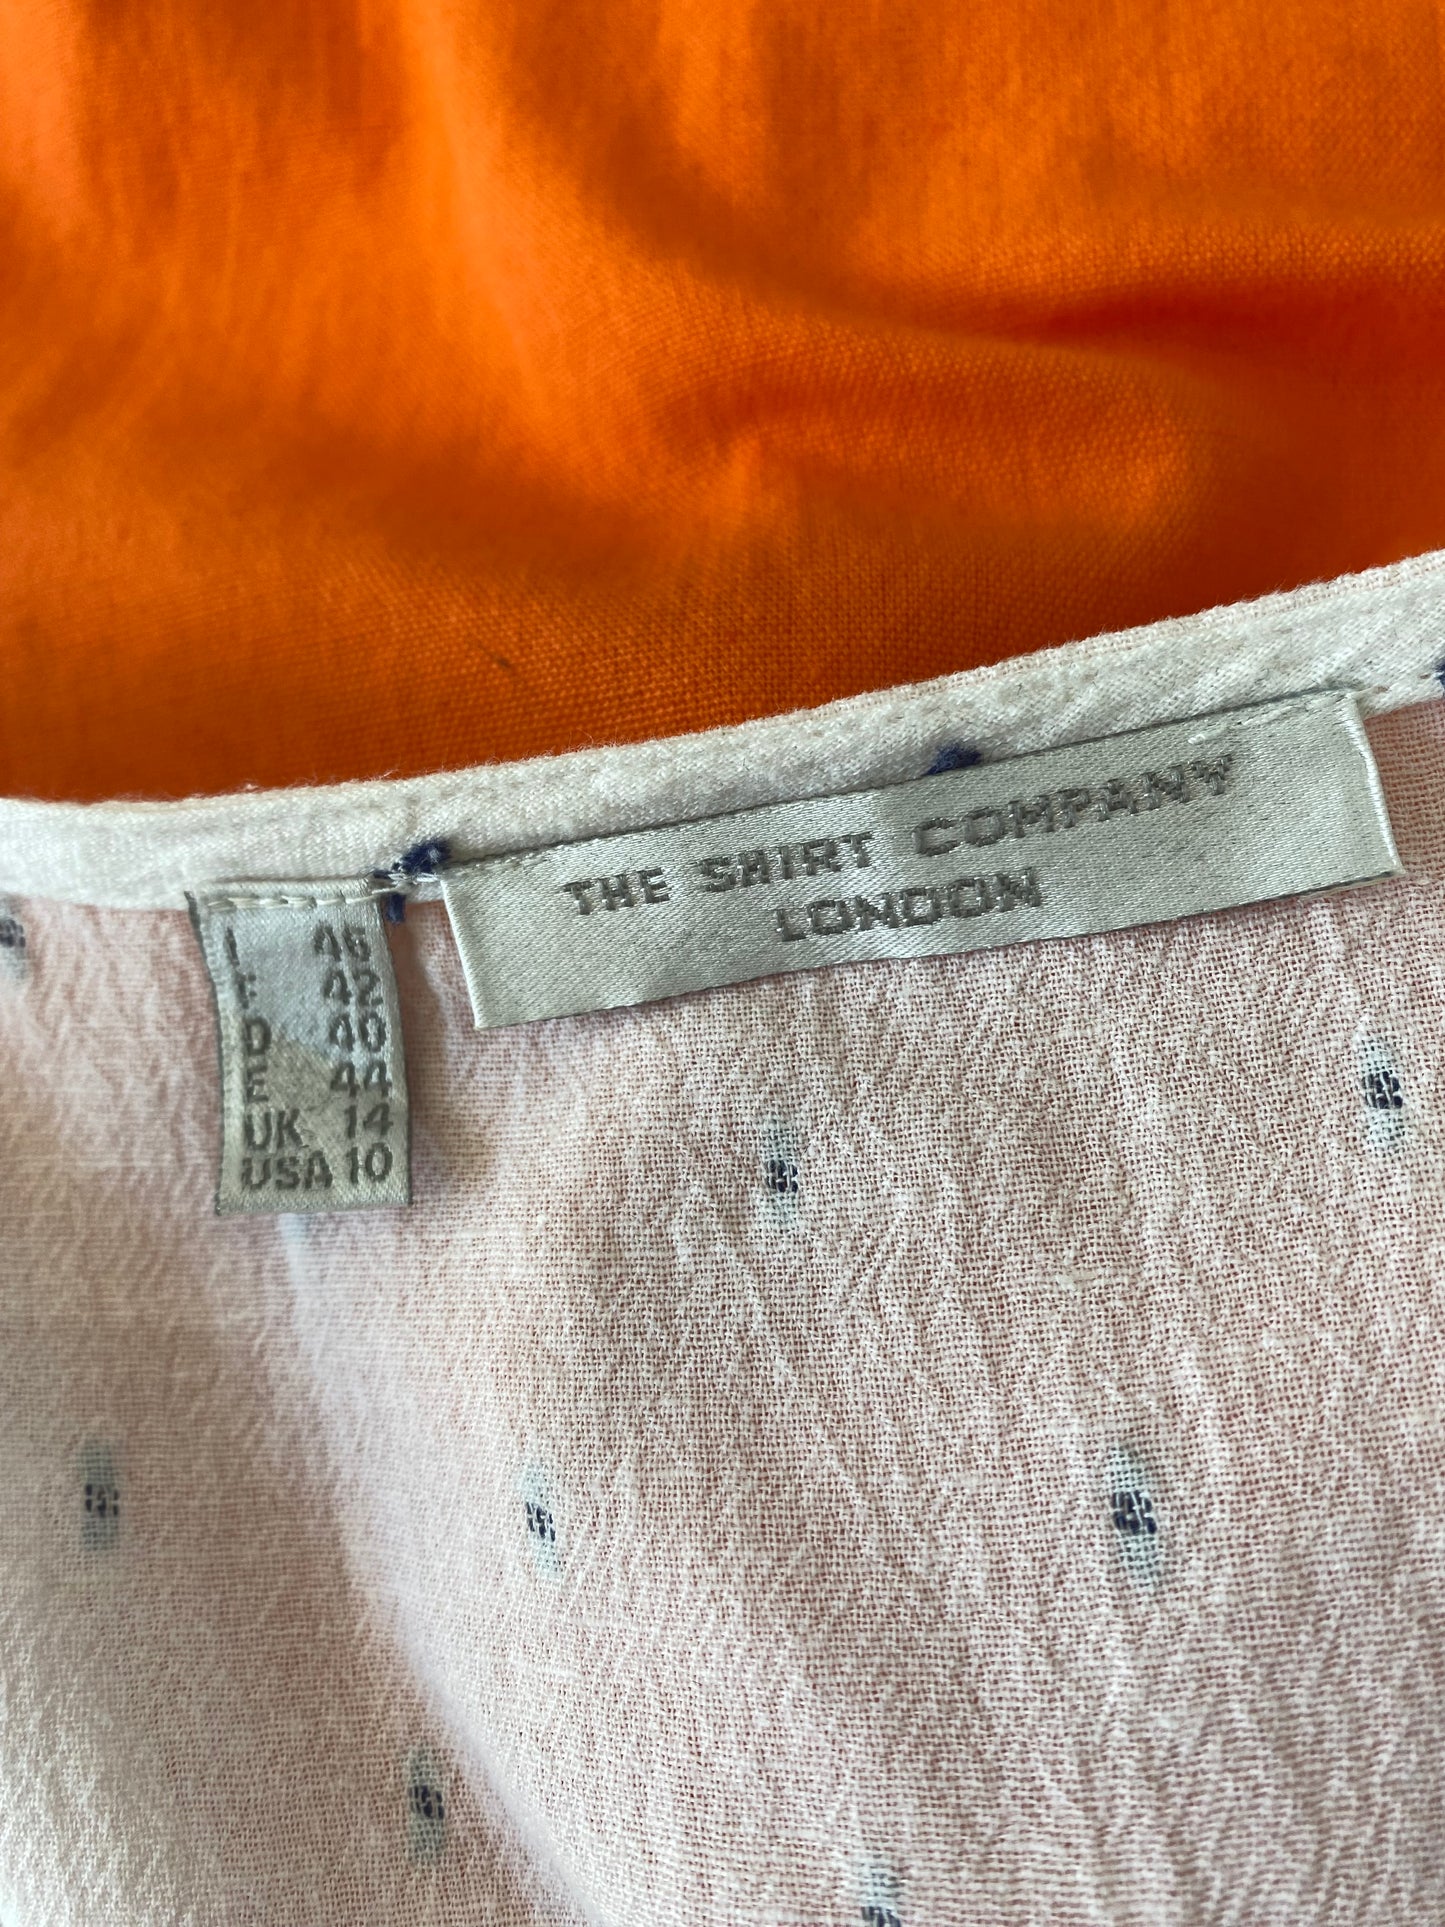 THE SHIRT COMPANY
LONDON
I 46
F 42
D 40
E 44
UK 14
USA 10